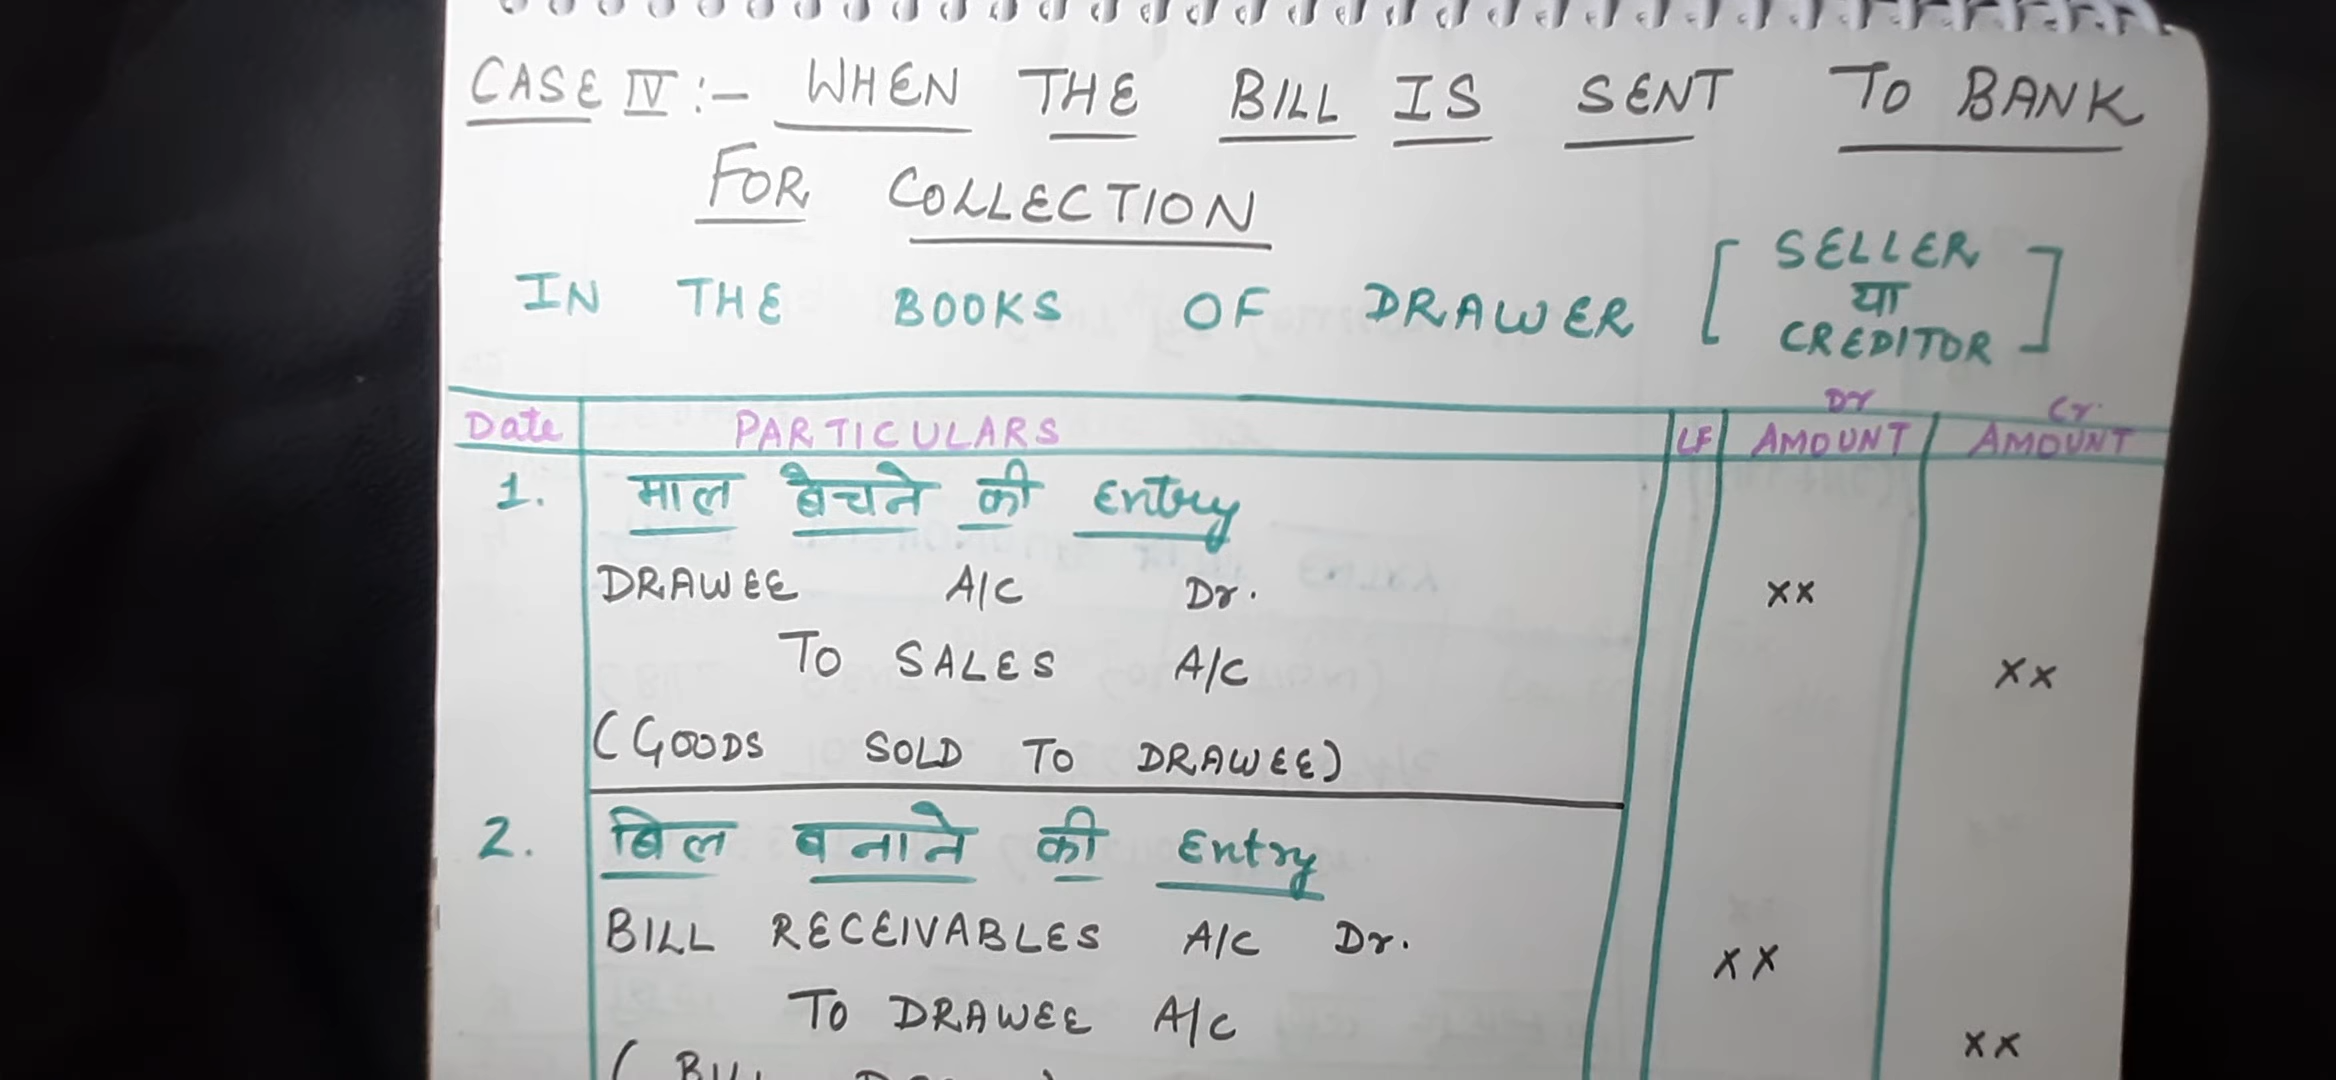 CASE IV :- WHEN THE BILL IS SENT TO BANK
FOR COLLECTION
IN THE BOOKS OF DRAWER [ SELLER
या
CREDITOR ]
Date PARTICULARS LF Dr AMOUNT Cr. AMOUNT
1. माल बैचने की Entry
DRAWEE A/C Dr. xx
TO SALES A/C xx
(GOODS SOLD TO DRAWEE)
2. बिल बनाने की Entry
BILL RECEIVABLES A/C Dr. xx
TO DRAWEE A/C xx
( BILL